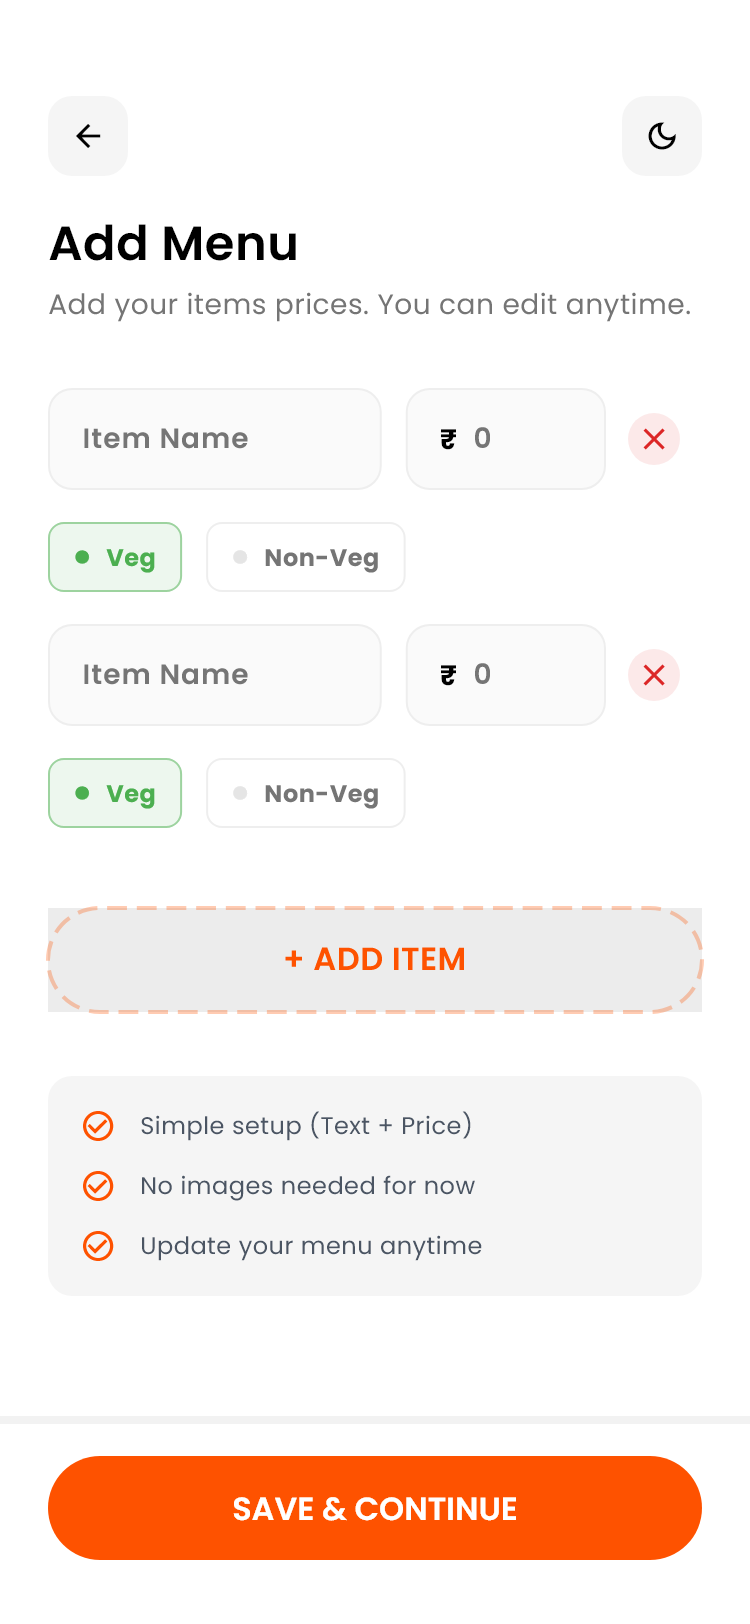 Add Menu
Add your items prices. You can edit anytime.
Item Name ₹ 0
Veg Non-Veg
Item Name ₹ 0
Veg Non-Veg
+ ADD ITEM
Simple setup (Text + Price)
No images needed for now
Update your menu anytime
SAVE & CONTINUE